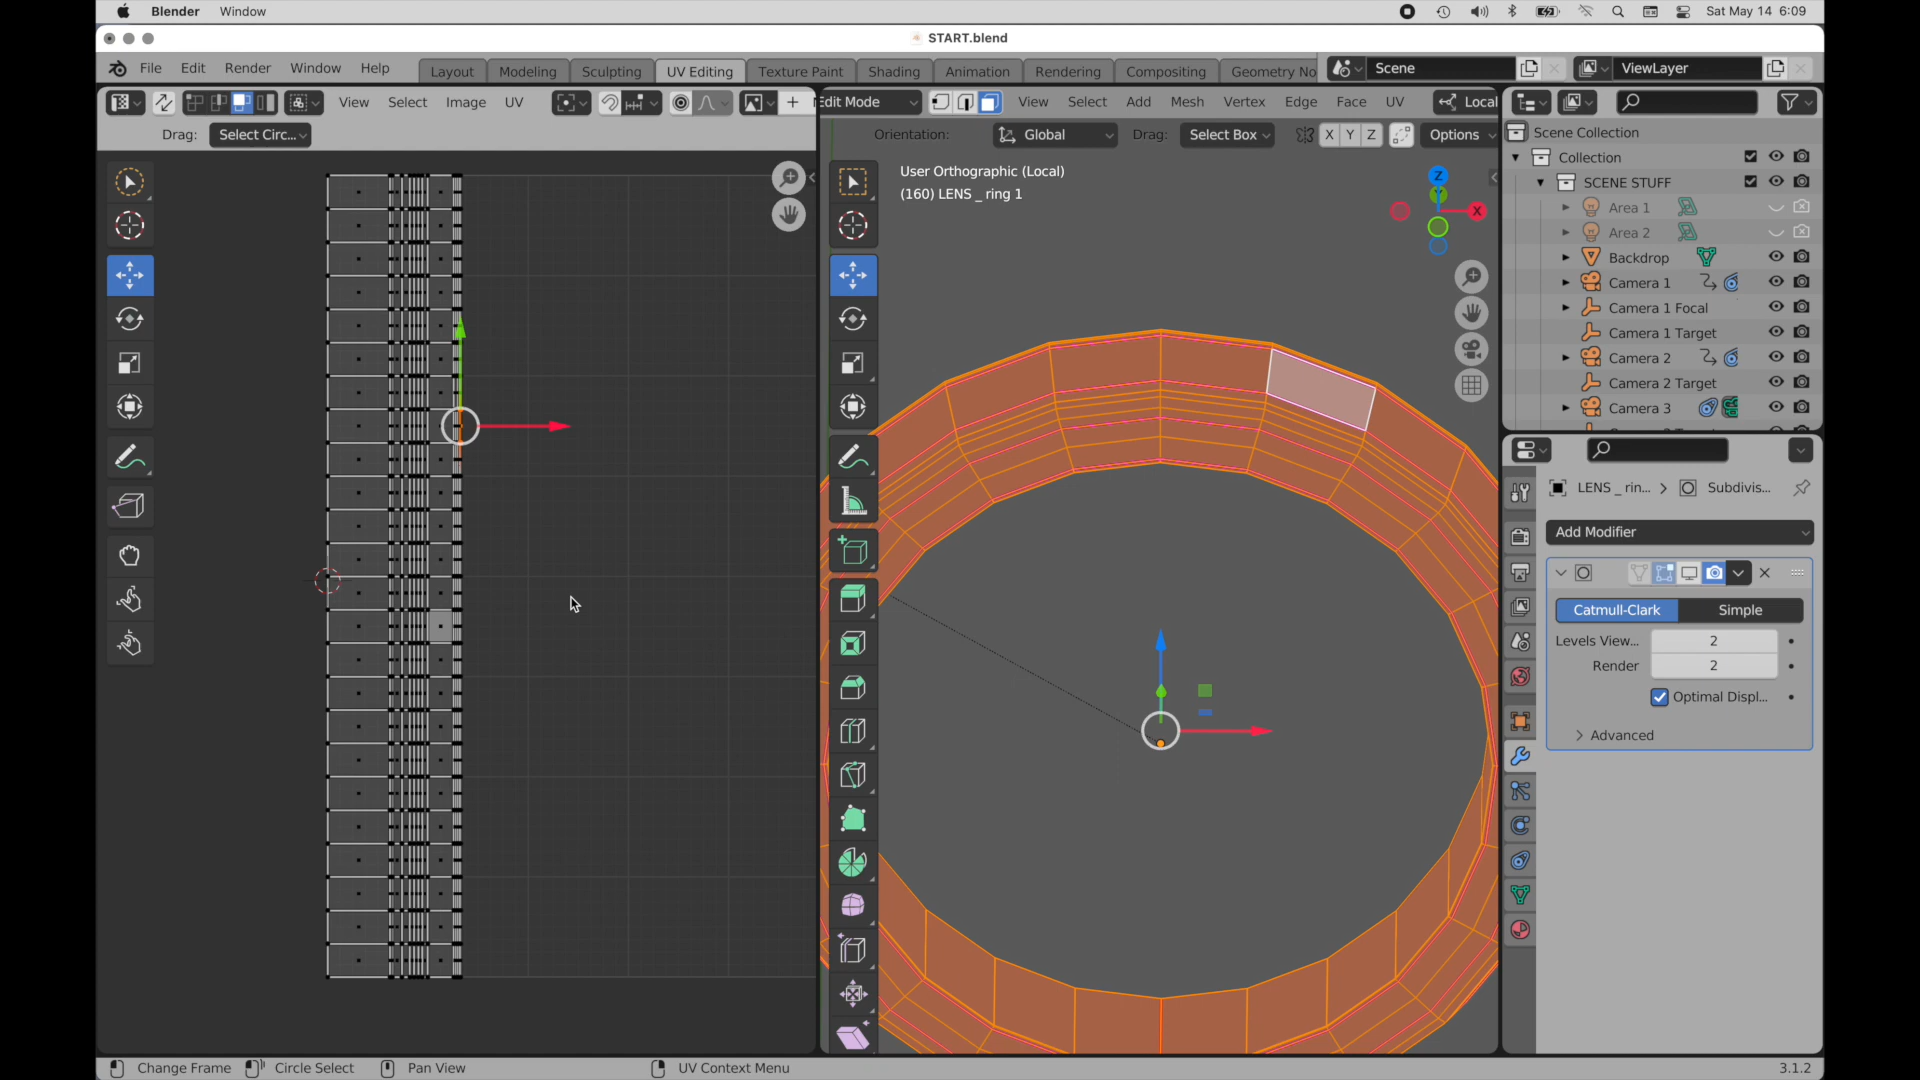 Blender Window Sat May 14 6:09
START.blend
File Edit Render Window Help Layout Modeling Sculpting UV Editing Texture Paint Shading Animation Rendering Compositing Geometry No Scene ViewLayer
View Select Image UV
Edit Mode View Select Add Mesh Vertex Edge Face UV Local
Drag: Select Circ...
Orientation: Global Drag: Select Box X Y Z Options
User Orthographic (Local)
(160) LENS _ ring 1
Z
Y
X
Scene Collection
Collection
SCENE STUFF
Area 1
Area 2
Backdrop
Camera 1
Camera 1 Focal
Camera 1 Target
Camera 2
Camera 2 Target
Camera 3
LENS _ rin... > Subdivis...
Add Modifier
Catmull-Clark Simple
Levels View... 2
Render 2
Optimal Displ...
Advanced
Change Frame Circle Select Pan View UV Context Menu 3.1.2